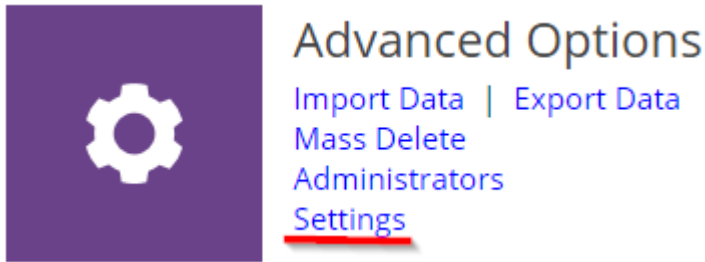 Advanced Options
Import Data | Export Data
Mass Delete
Administrators
Settings